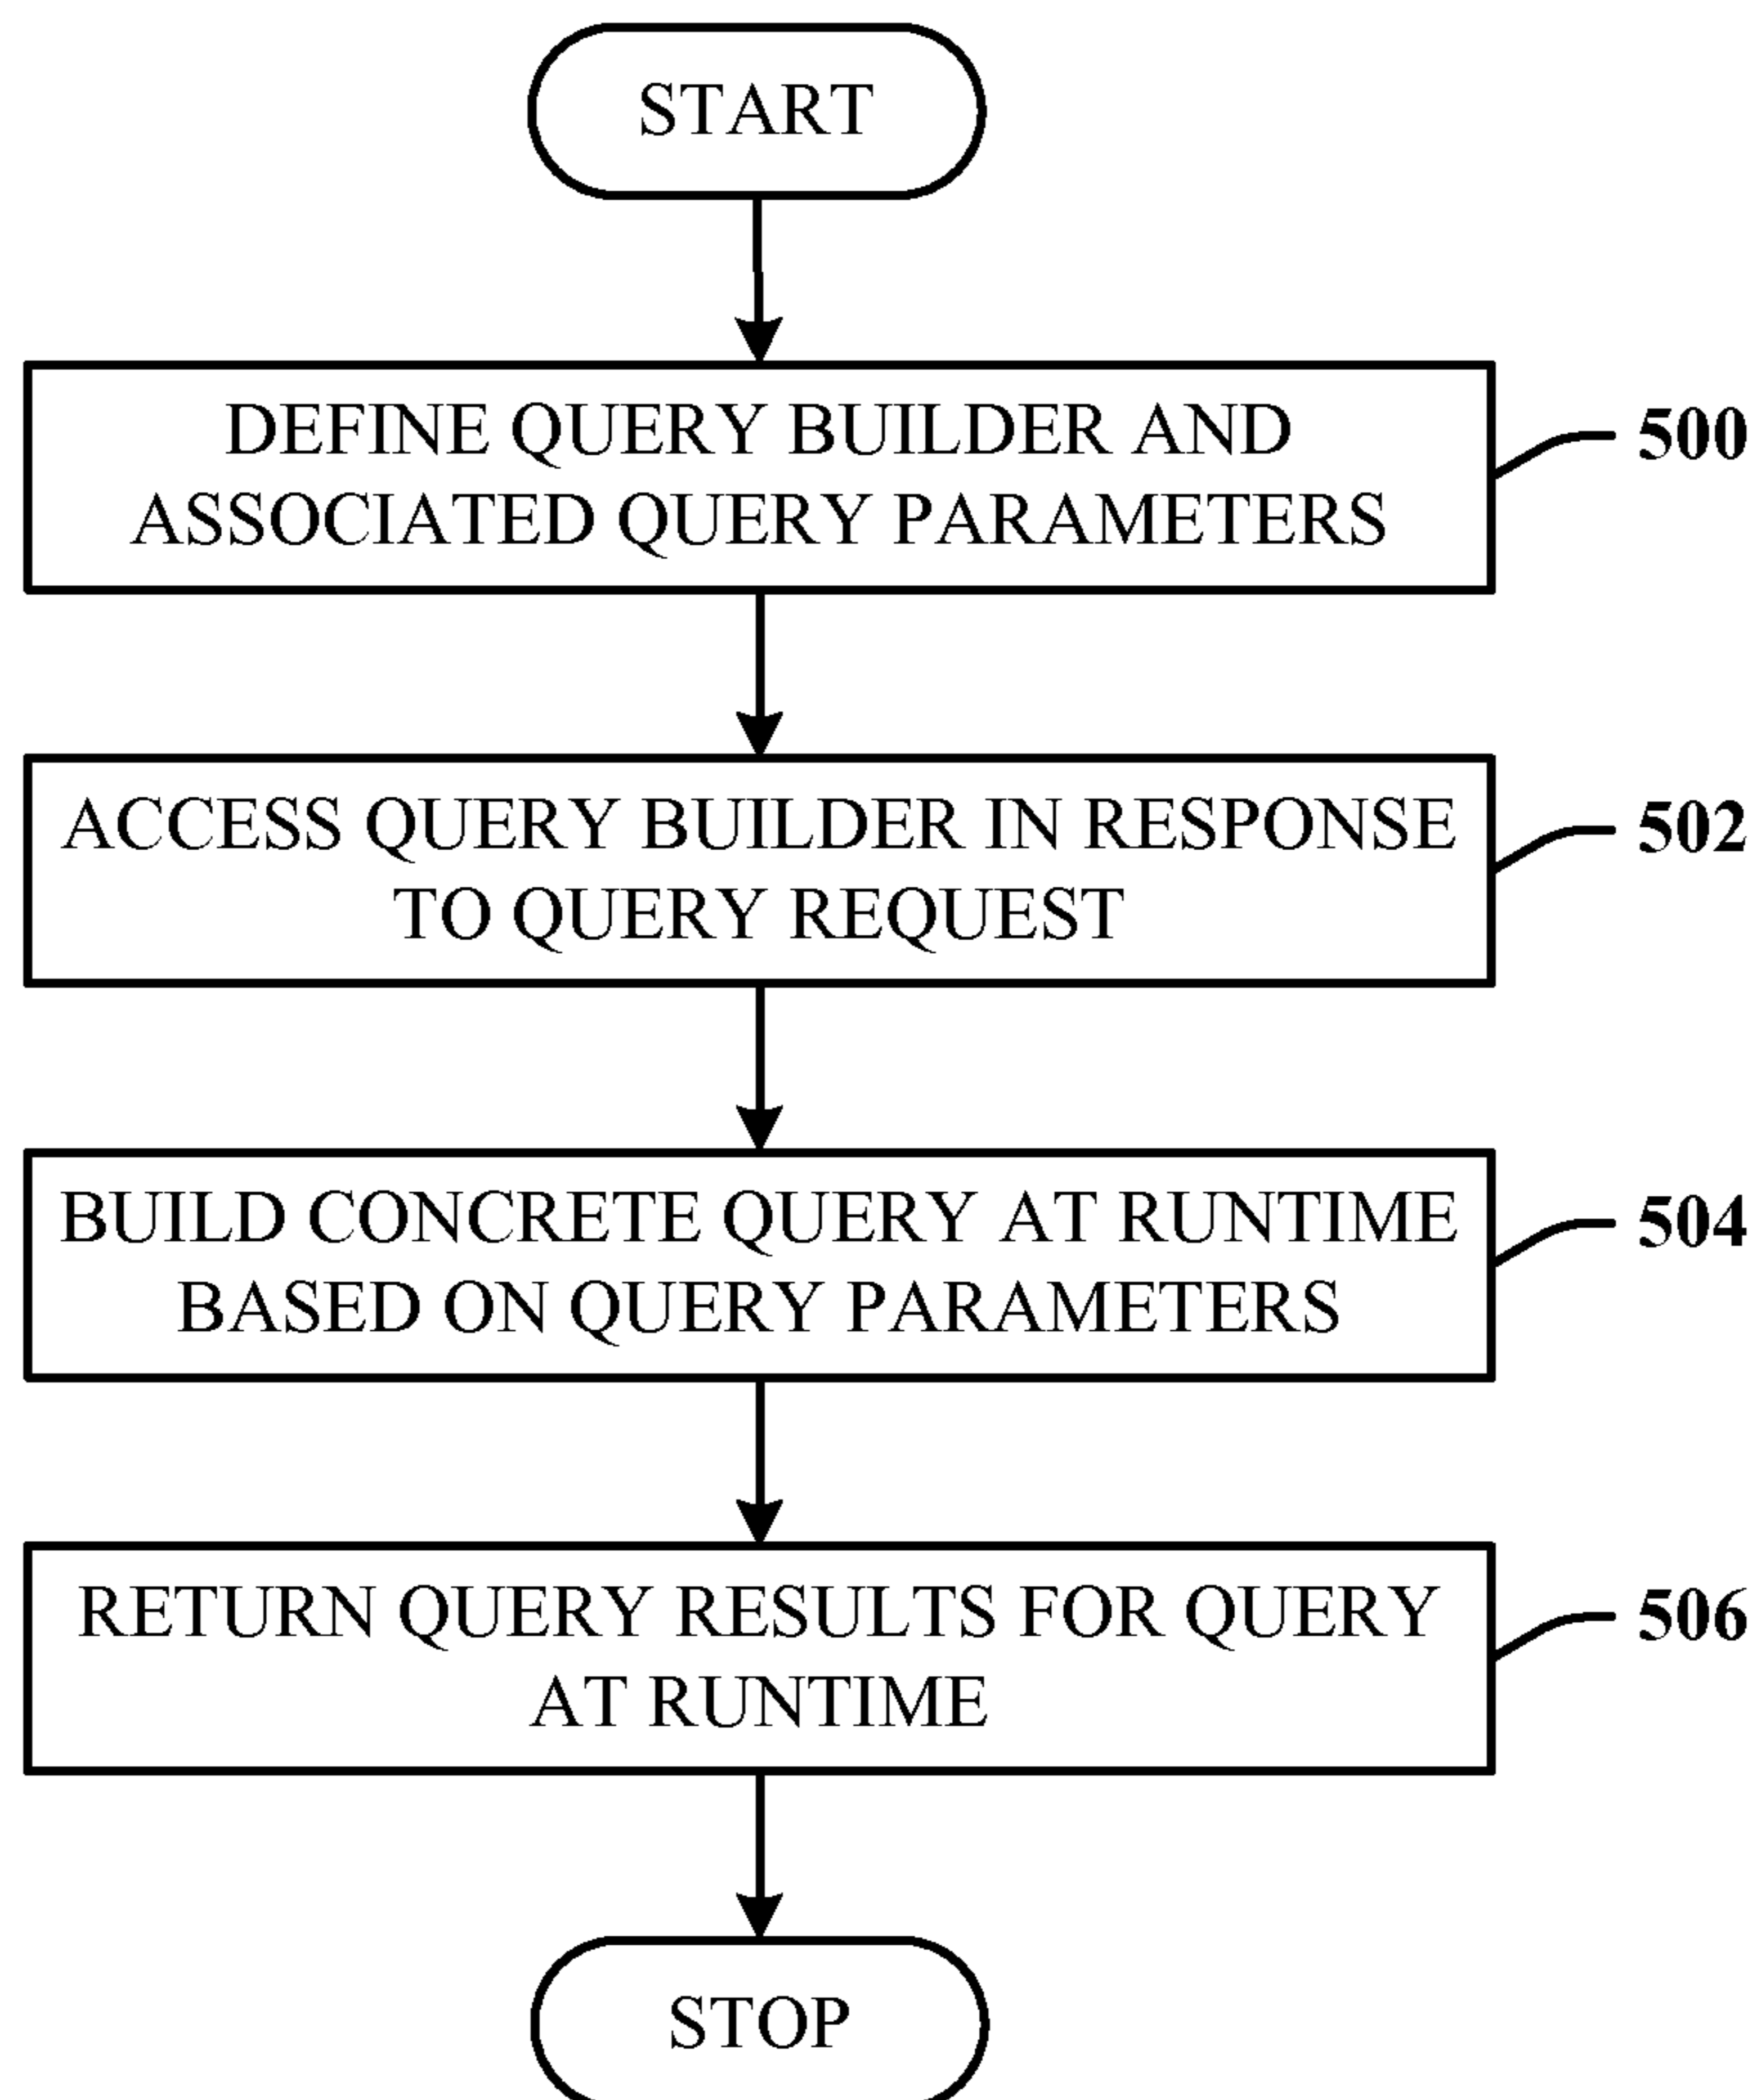 START
DEFINE QUERY BUILDER AND
ASSOCIATED QUERY PARAMETERS
500
ACCESS QUERY BUILDER IN RESPONSE
TO QUERY REQUEST
502
BUILD CONCRETE QUERY AT RUNTIME
BASED ON QUERY PARAMETERS
504
RETURN QUERY RESULTS FOR QUERY
AT RUNTIME
506
STOP